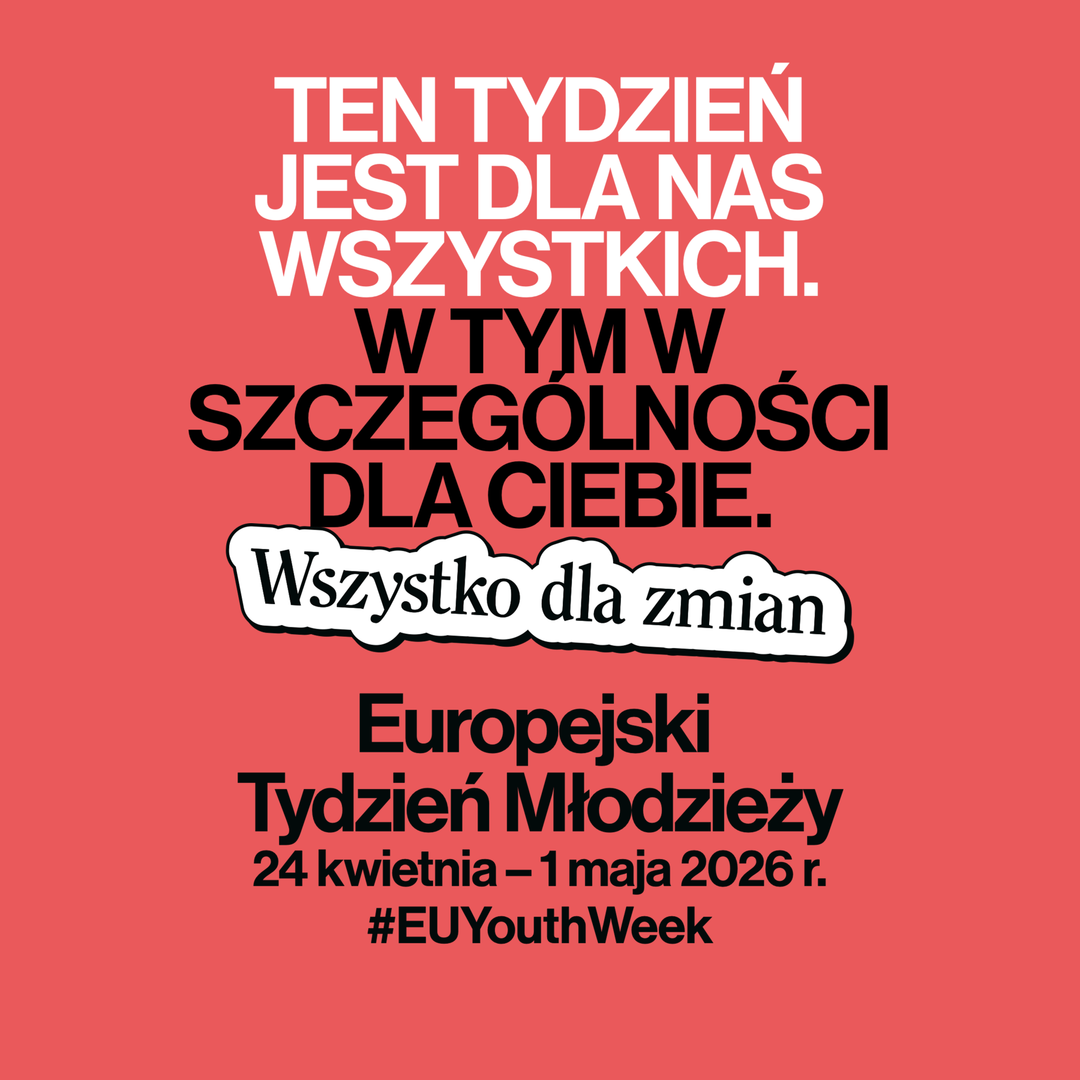 TEN TYDZIEŃ
JEST DLA NAS
WSZYSTKICH.
W TYM W
SZCZEGÓLNOŚCI
DLA CIEBIE.
Wszystko dla zmian
Europejski
Tydzień Młodzieży
24 kwietnia – 1 maja 2026 r.
#EUYouthWeek